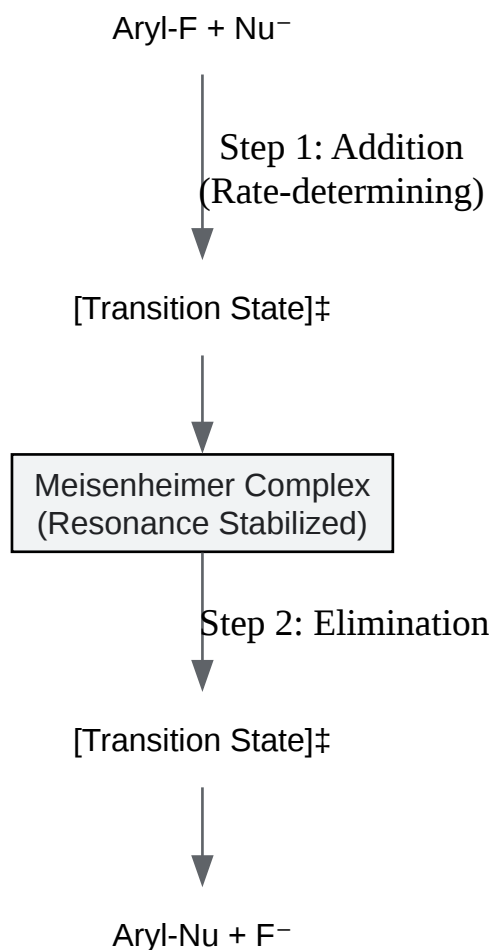 Aryl-F + Nu⁻
Step 1: Addition
(Rate-determining)
[Transition State]‡
Meisenheimer Complex
(Resonance Stabilized)
Step 2: Elimination
[Transition State]‡
Aryl-Nu + F⁻